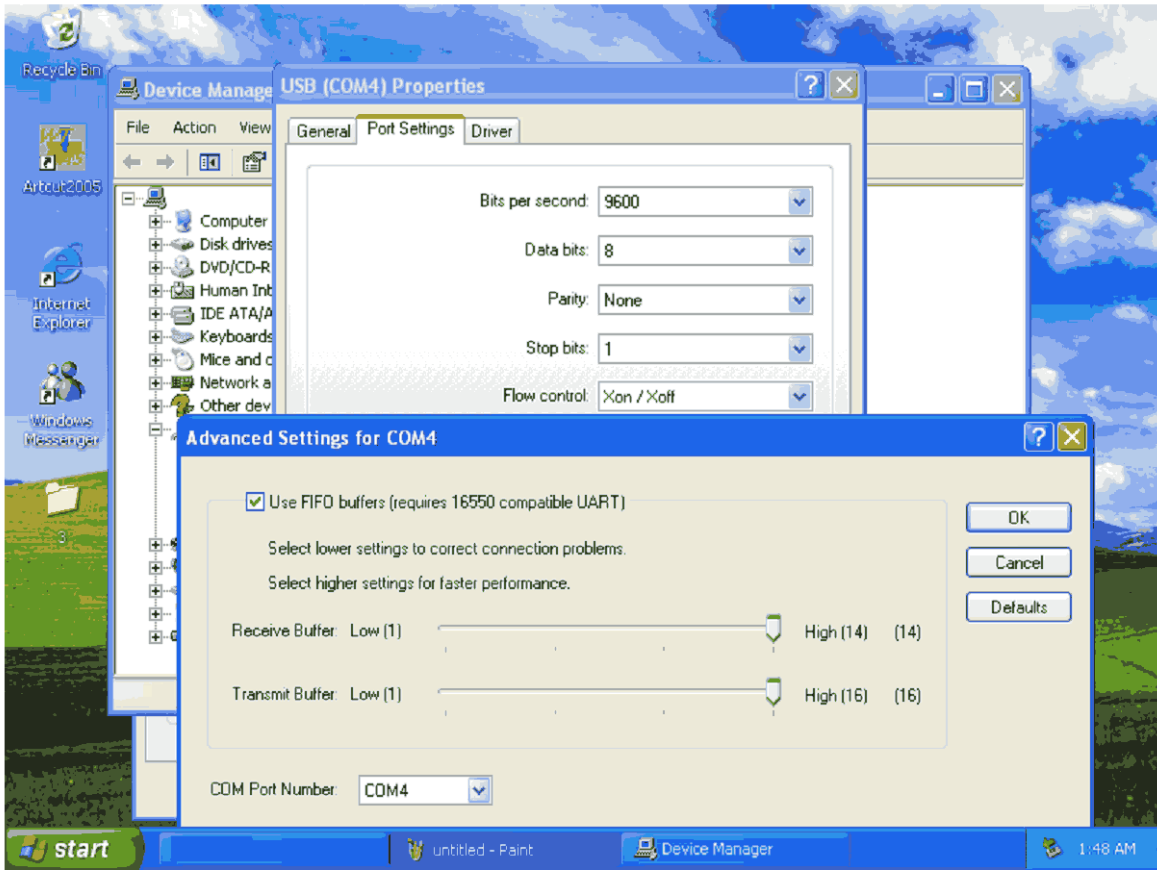 Recycle Bin
Artcut2005
Internet
Explorer
Windows
Messenger
3
Device Manage
File Action View
Computer
Disk drives
DVD/CD-R
Human Int
IDE ATA/A
Keyboards
Mice and o
Network a
Other dev
USB (COM4) Properties
General Port Settings Driver
Bits per second: 9600
Data bits: 8
Parity: None
Stop bits: 1
Flow control: Xon / Xoff
Advanced Settings for COM4
Use FIFO buffers (requires 16550 compatible UART)
Select lower settings to correct connection problems.
Select higher settings for faster performance.
Receive Buffer: Low (1) High (14) (14)
Transmit Buffer: Low (1) High (16) (16)
COM Port Number: COM4
OK
Cancel
Defaults
start
untitled - Paint
Device Manager
1:48 AM